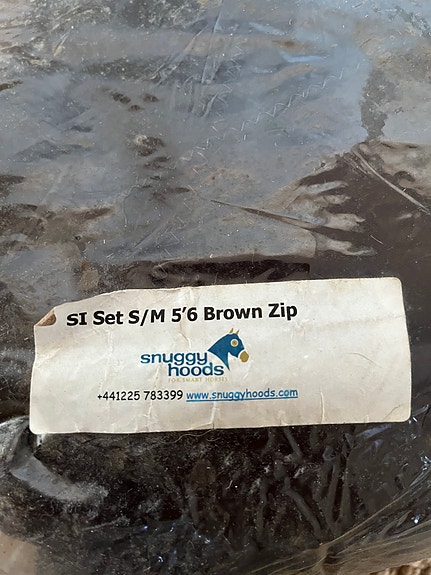 SI Set S/M 5'6 Brown Zip
snuggy
hoods
FOR SMART HORSES
+441225 783399 www.snuggyhoods.com